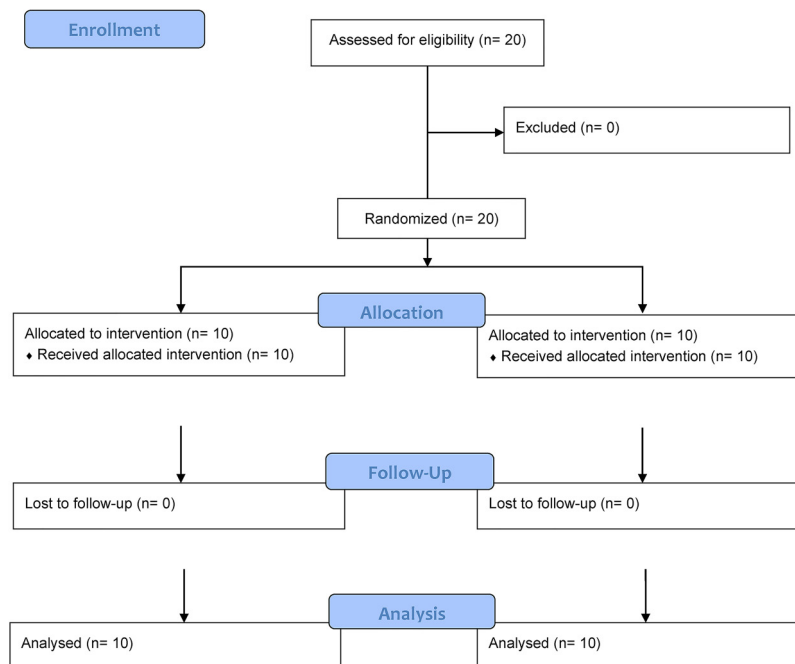 Enrollment
Assessed for eligibility (n= 20)
Excluded (n= 0)
Randomized (n= 20)
Allocation
Allocated to intervention (n= 10)
♦ Received allocated intervention (n= 10)
Allocated to intervention (n= 10)
♦ Received allocated intervention (n= 10)
Follow-Up
Lost to follow-up (n= 0)
Lost to follow-up (n= 0)
Analysis
Analysed (n= 10)
Analysed (n= 10)